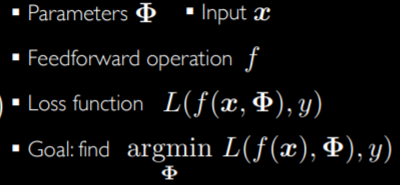 ▪ Parameters Φ ▪ Input x
▪ Feedforward operation f
▪ Loss function L(f(x, Φ), y)
▪ Goal: find argmin L(f(x), Φ), y)
Φ